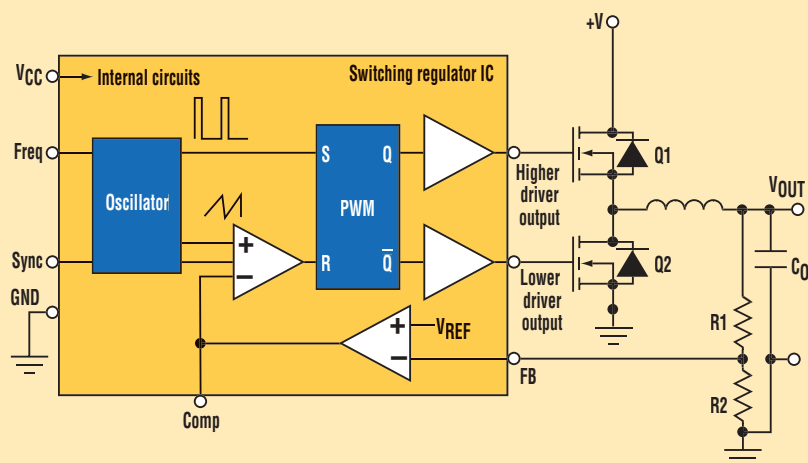 +V
VCC
Internal circuits
Switching regulator IC
Freq
Oscillator
S
Q
PWM
R
Q̅
+
−
Sync
GND
Higher
driver
output
Q1
VOUT
Lower
driver
output
Q2
CO
R1
+
VREF
−
FB
R2
Comp